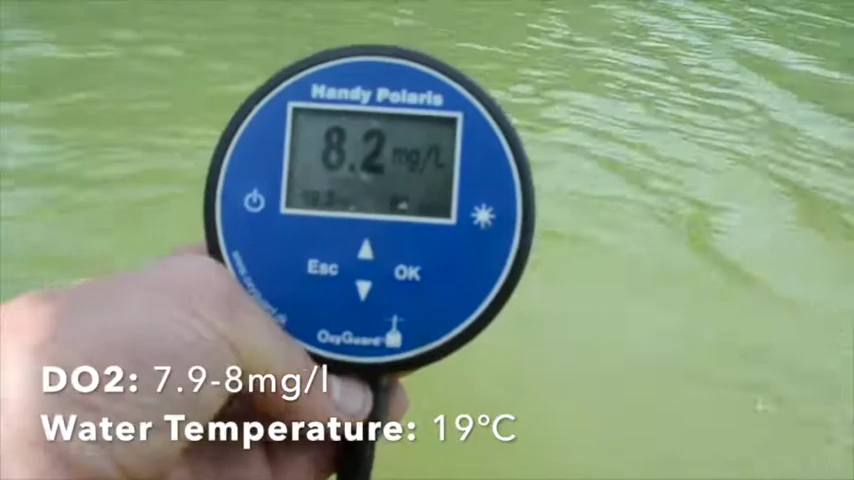 Handy Polaris
8.2 mg/L
Esc OK
OxyGuard
DO2: 7.9-8mg/l
Water Temperature: 19°C